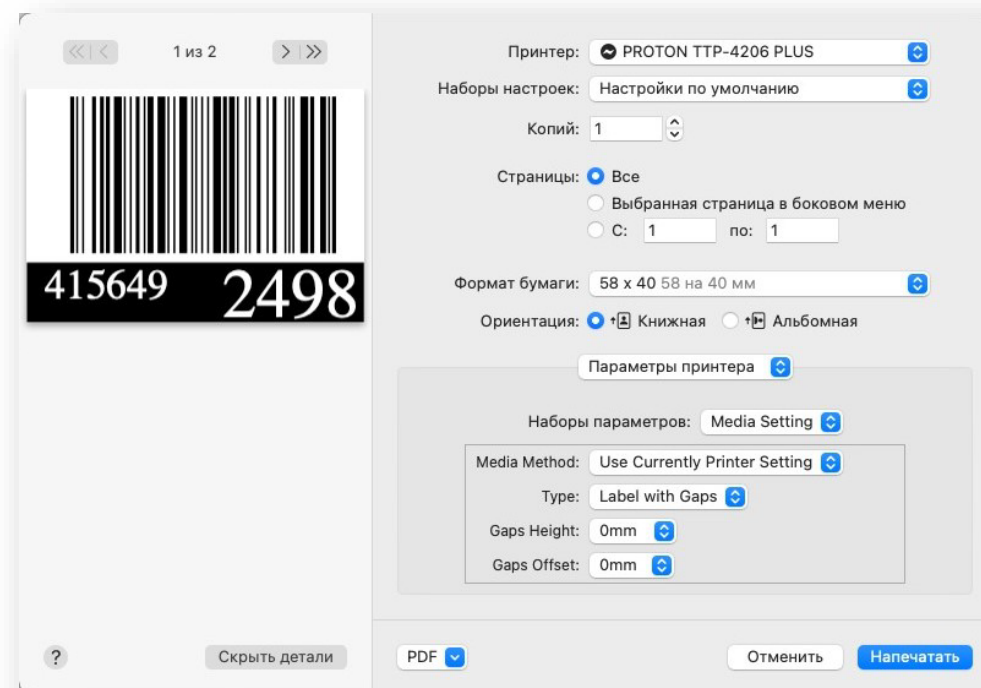 1 из 2
415649 2498
? Скрыть детали
Принтер: PROTON TTP-4206 PLUS
Наборы настроек: Настройки по умолчанию
Копий: 1
Страницы: Все
Выбранная страница в боковом меню
С: 1 по: 1
Формат бумаги: 58 x 40 58 на 40 мм
Ориентация: Книжная Альбомная
Параметры принтера
Наборы параметров: Media Setting
Media Method: Use Currently Printer Setting
Type: Label with Gaps
Gaps Height: 0mm
Gaps Offset: 0mm
PDF Отменить Напечатать